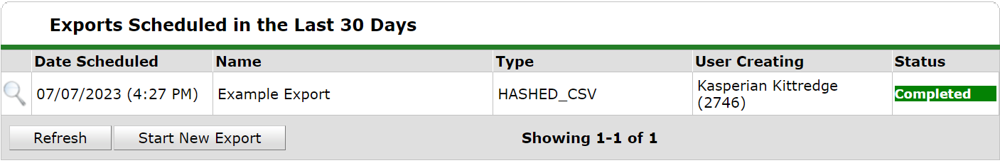 Exports Scheduled in the Last 30 Days
Date Scheduled Name Type User Creating Status
07/07/2023 (4:27 PM) Example Export HASHED_CSV Kasperian Kittredge
(2746) Completed
Refresh Start New Export Showing 1-1 of 1